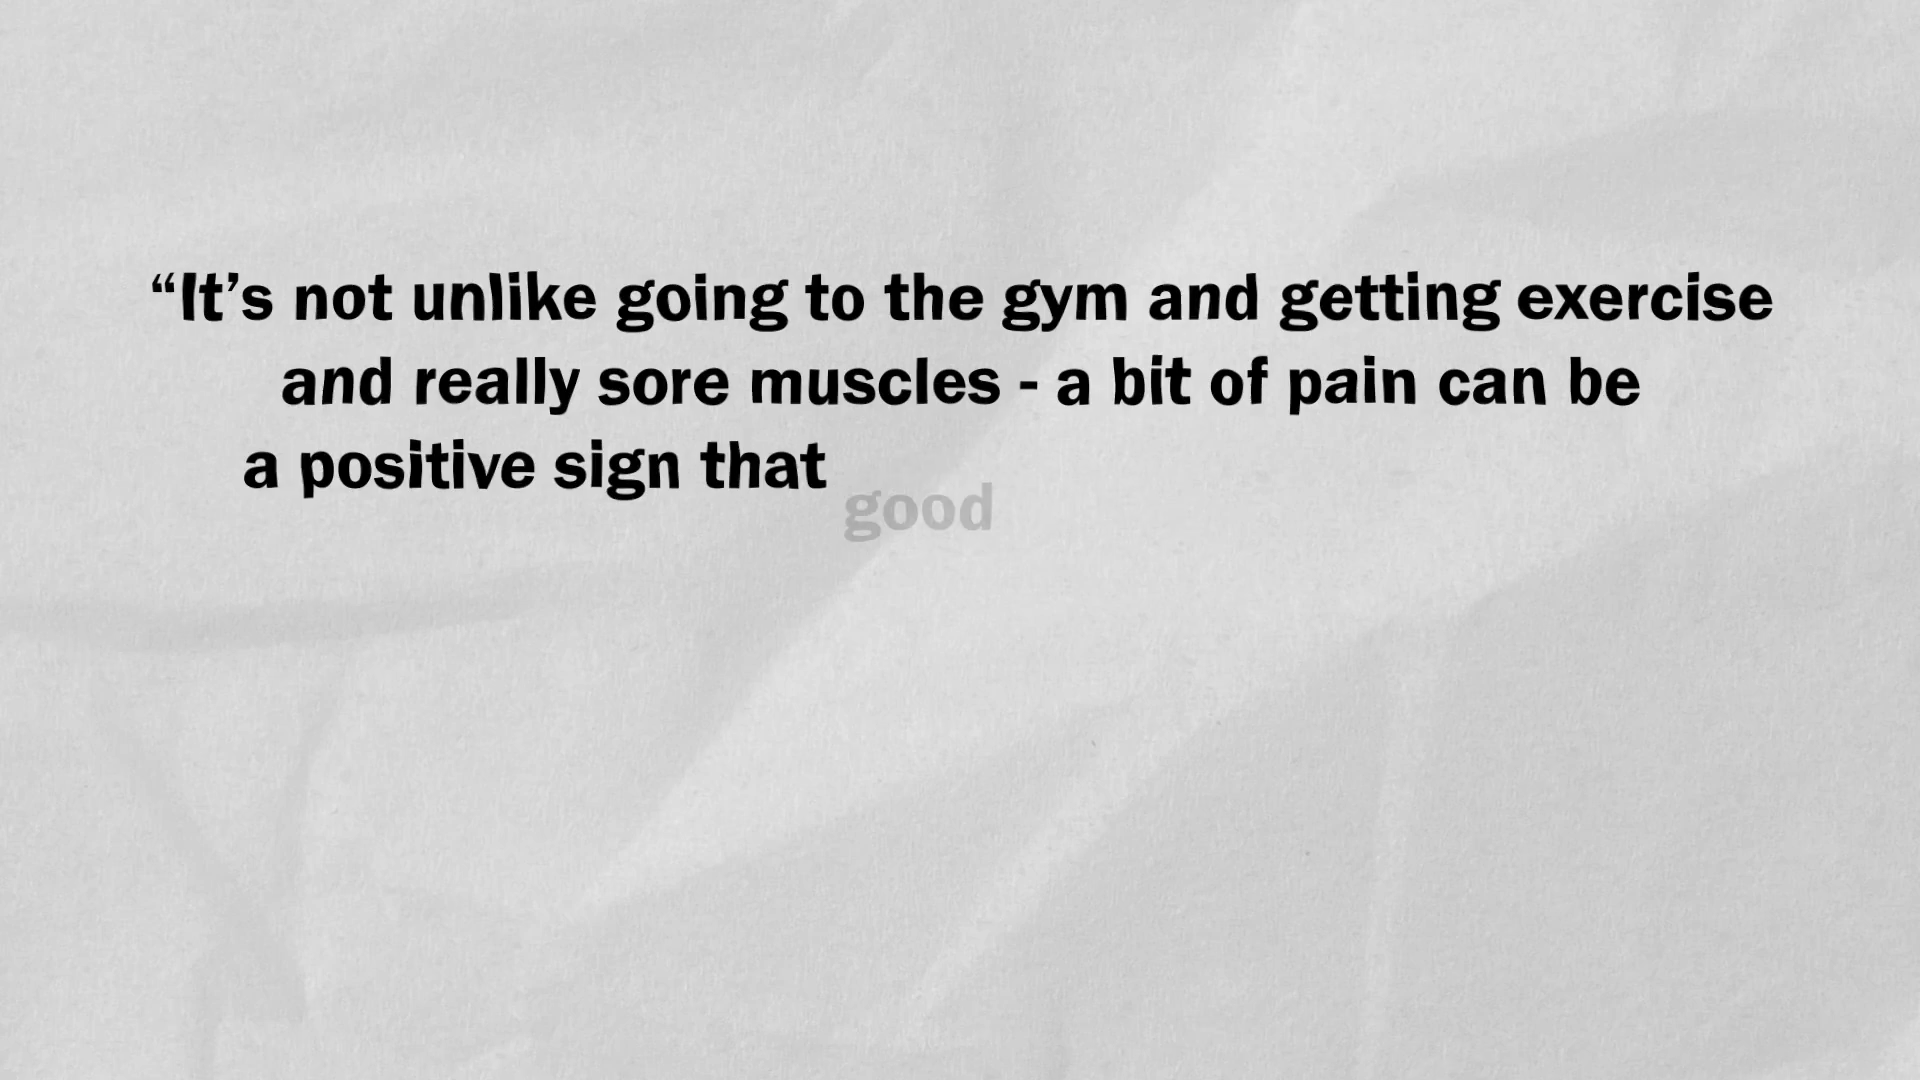 “It’s not unlike going to the gym and getting exercise
and really sore muscles - a bit of pain can be
a positive sign that
good